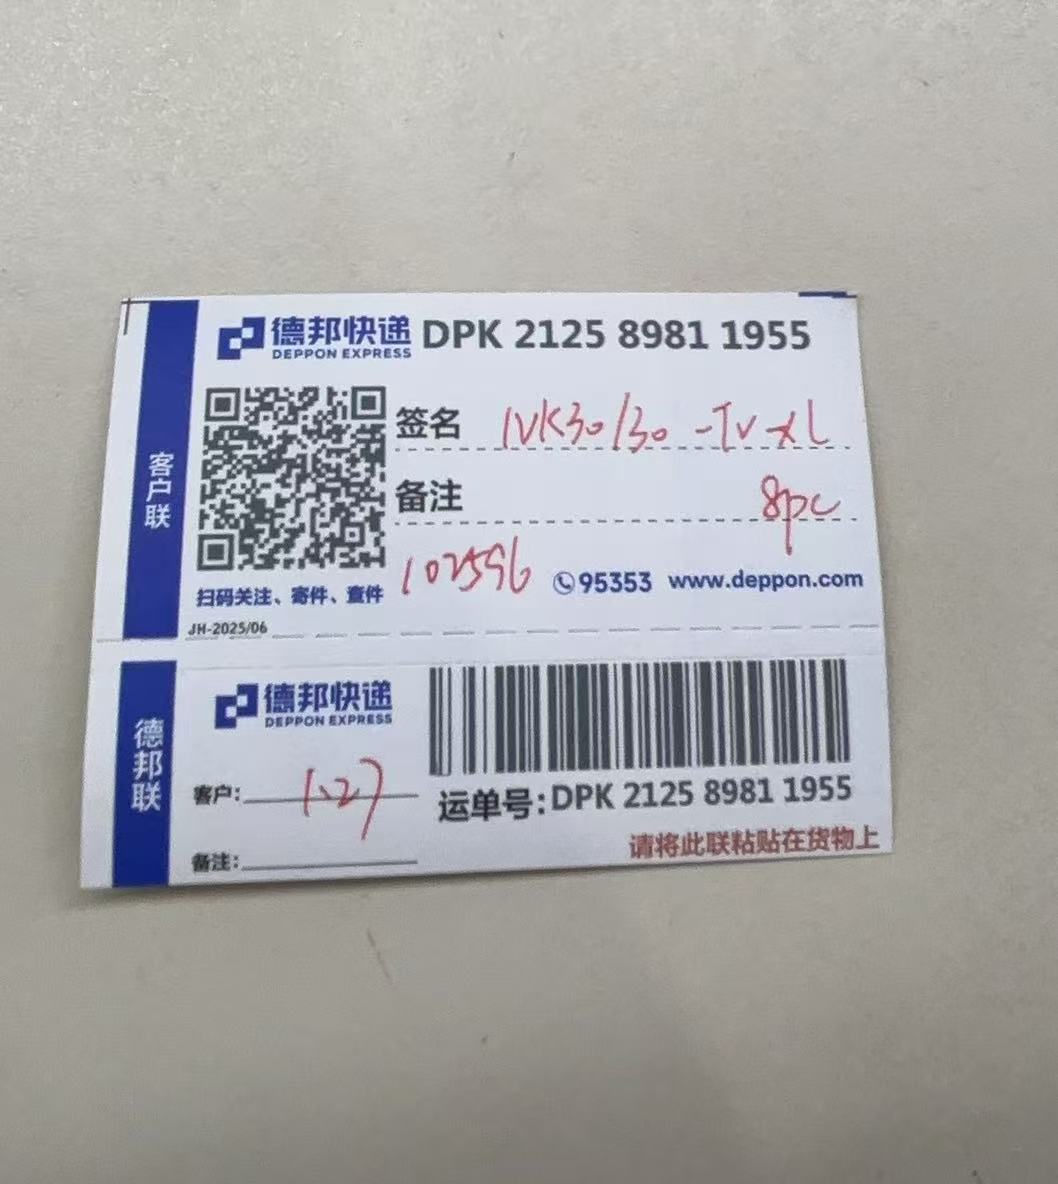 客户联
德邦快递 DPK 2125 8981 1955
DEPPON EXPRESS
签名 IVK30/30-TV-XL
备注 8pc
102596
95353 www.deppon.com
扫码关注、寄件、查件
JH-2025/06
德邦联
德邦快递
DEPPON EXPRESS
客户: 1.27
运单号: DPK 2125 8981 1955
备注:
请将此联粘贴在货物上